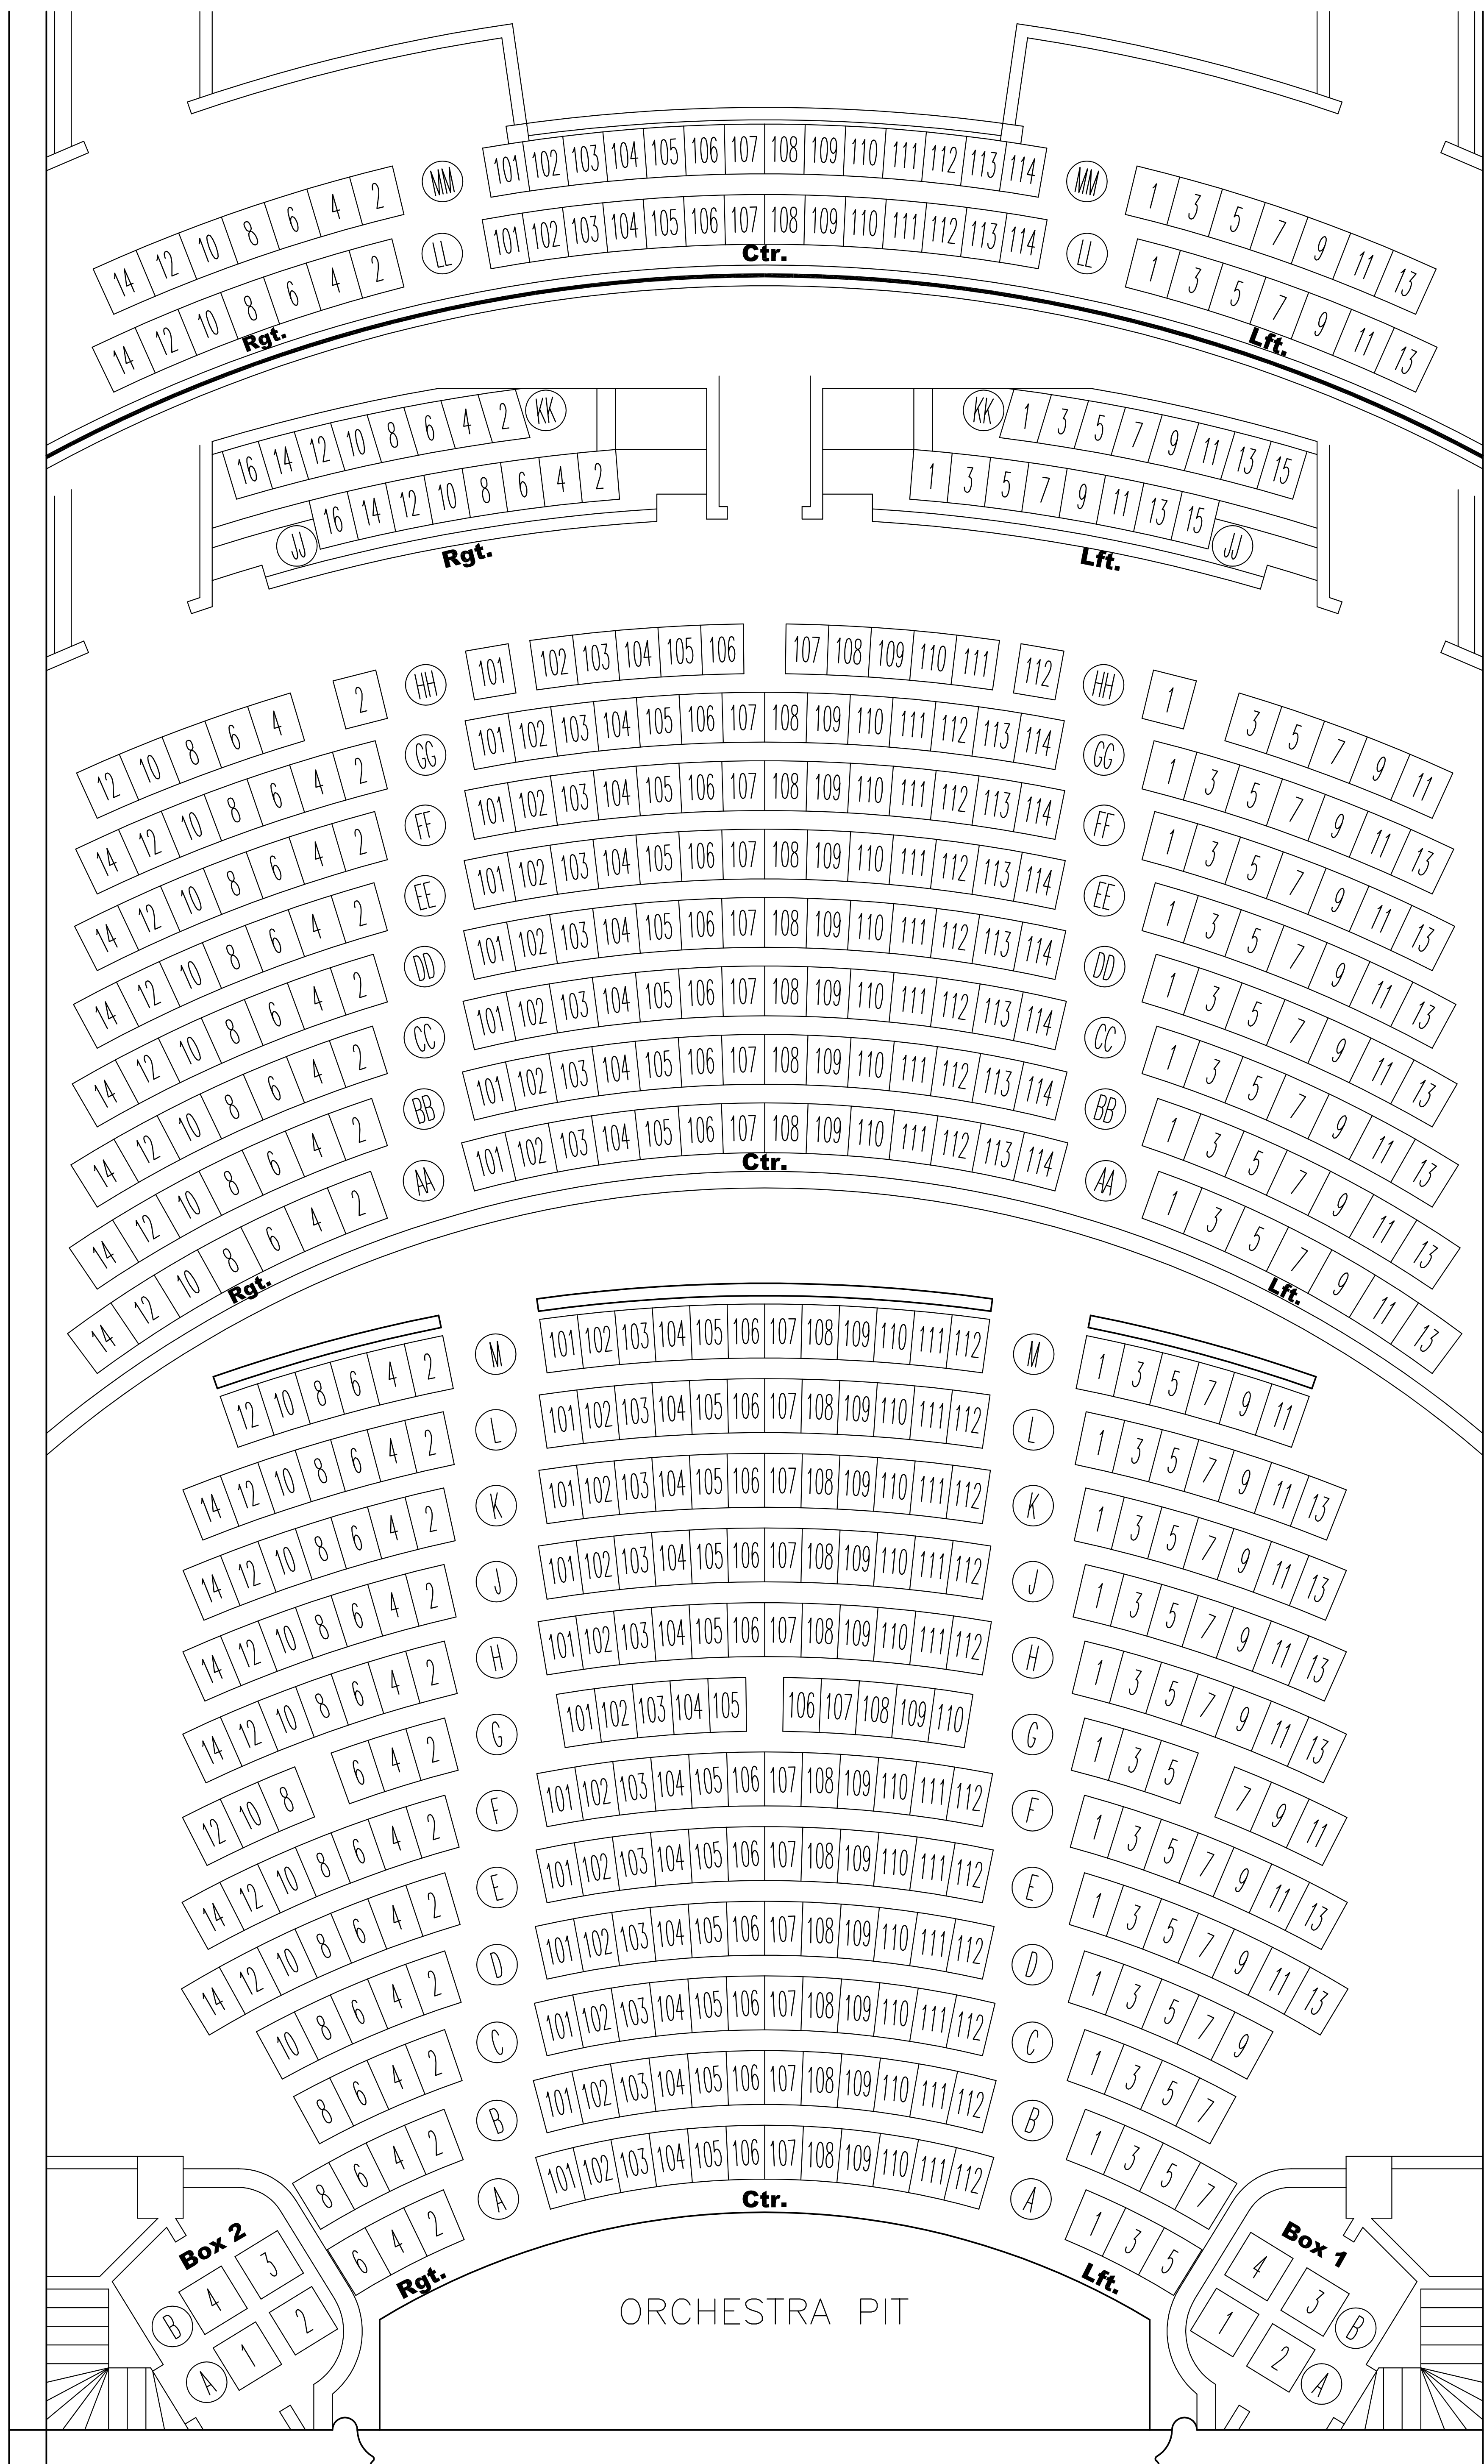 14 12 10 8 6 4 2 MM 101 102 103 104 105 106 107 108 109 110 111 112 113 114 MM 1 3 5 7 9 11 13
14 12 10 8 6 4 2 LL 101 102 103 104 105 106 107 108 109 110 111 112 113 114 LL 1 3 5 7 9 11 13
Rgt. Ctr. Lft.
16 14 12 10 8 6 4 2 KK KK 1 3 5 7 9 11 13 15
JJ 16 14 12 10 8 6 4 2 1 3 5 7 9 11 13 15 JJ
Rgt. Lft.
12 10 8 6 4 2 HH 101 102 103 104 105 106 107 108 109 110 111 112 HH 1 3 5 7 9 11
14 12 10 8 6 4 2 GG 101 102 103 104 105 106 107 108 109 110 111 112 113 114 GG 1 3 5 7 9 11 13
14 12 10 8 6 4 2 FF 101 102 103 104 105 106 107 108 109 110 111 112 113 114 FF 1 3 5 7 9 11 13
14 12 10 8 6 4 2 EE 101 102 103 104 105 106 107 108 109 110 111 112 113 114 EE 1 3 5 7 9 11 13
14 12 10 8 6 4 2 DD 101 102 103 104 105 106 107 108 109 110 111 112 113 114 DD 1 3 5 7 9 11 13
14 12 10 8 6 4 2 CC 101 102 103 104 105 106 107 108 109 110 111 112 113 114 CC 1 3 5 7 9 11 13
14 12 10 8 6 4 2 BB 101 102 103 104 105 106 107 108 109 110 111 112 113 114 BB 1 3 5 7 9 11 13
14 12 10 8 6 4 2 AA 101 102 103 104 105 106 107 108 109 110 111 112 113 114 AA 1 3 5 7 9 11 13
Rgt. Ctr. Lft.
12 10 8 6 4 2 M 101 102 103 104 105 106 107 108 109 110 111 112 M 1 3 5 7 9 11
14 12 10 8 6 4 2 L 101 102 103 104 105 106 107 108 109 110 111 112 L 1 3 5 7 9 11 13
14 12 10 8 6 4 2 K 101 102 103 104 105 106 107 108 109 110 111 112 K 1 3 5 7 9 11 13
14 12 10 8 6 4 2 J 101 102 103 104 105 106 107 108 109 110 111 112 J 1 3 5 7 9 11 13
14 12 10 8 6 4 2 H 101 102 103 104 105 106 107 108 109 110 111 112 H 1 3 5 7 9 11 13
12 10 8 6 4 2 G 101 102 103 104 105 106 107 108 109 110 G 1 3 5 7 9 11
14 12 10 8 6 4 2 F 101 102 103 104 105 106 107 108 109 110 111 112 F 1 3 5 7 9 11 13
14 12 10 8 6 4 2 E 101 102 103 104 105 106 107 108 109 110 111 112 E 1 3 5 7 9 11 13
10 8 6 4 2 D 101 102 103 104 105 106 107 108 109 110 111 112 D 1 3 5 7 9
8 6 4 2 C 101 102 103 104 105 106 107 108 109 110 111 112 C 1 3 5 7
8 6 4 2 B 101 102 103 104 105 106 107 108 109 110 111 112 B 1 3 5 7
6 4 2 A 101 102 103 104 105 106 107 108 109 110 111 112 A 1 3 5
Rgt. Ctr. Lft.
Box 2
B 4 3
A 1 2
ORCHESTRA PIT
Box 1
4 3 B
1 2 A